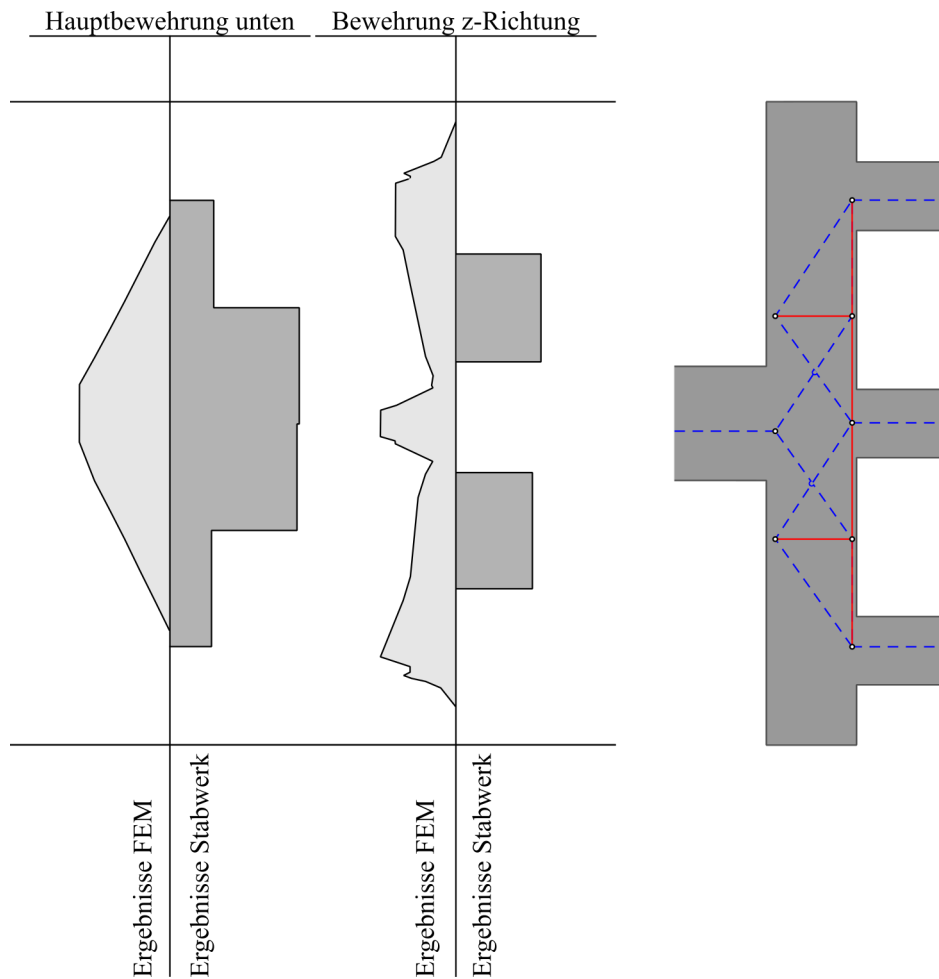 Hauptbewehrung unten
Bewehrung z-Richtung
Ergebnisse FEM
Ergebnisse Stabwerk
Ergebnisse FEM
Ergebnisse Stabwerk